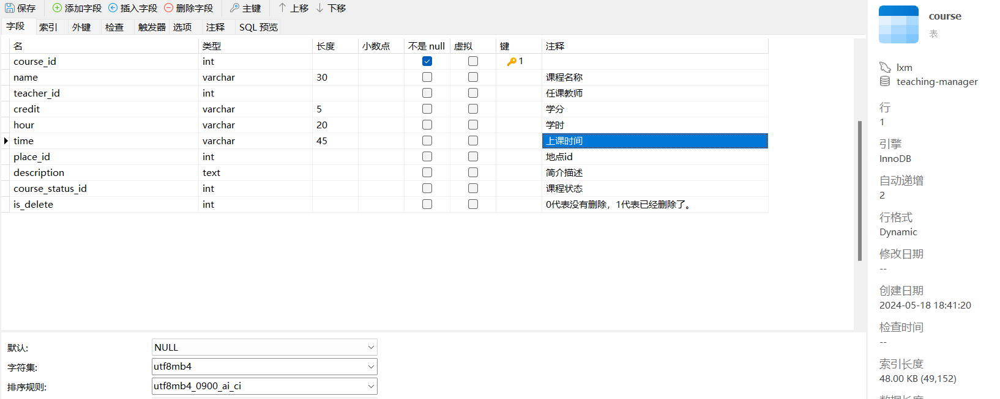 保存 添加字段 插入字段 删除字段 主键 上移 下移
字段 索引 外键 检查 触发器 选项 注释 SQL 预览
名 类型 长度 小数点 不是 null 虚拟 键 注释
course_id int 1
name varchar 30 课程名称
teacher_id int 任课教师
credit varchar 5 学分
hour varchar 20 学时
time varchar 45 上课时间
place_id int 地点id
description text 简介描述
course_status_id int 课程状态
is_delete int 0代表没有删除，1代表已经删除了。
默认: NULL
字符集: utf8mb4
排序规则: utf8mb4_0900_ai_ci
course
表
lxm
teaching-manager
行
1
引擎
InnoDB
自动递增
2
行格式
Dynamic
修改日期
--
创建日期
2024-05-18 18:41:20
检查时间
--
索引长度
48.00 KB (49,152)